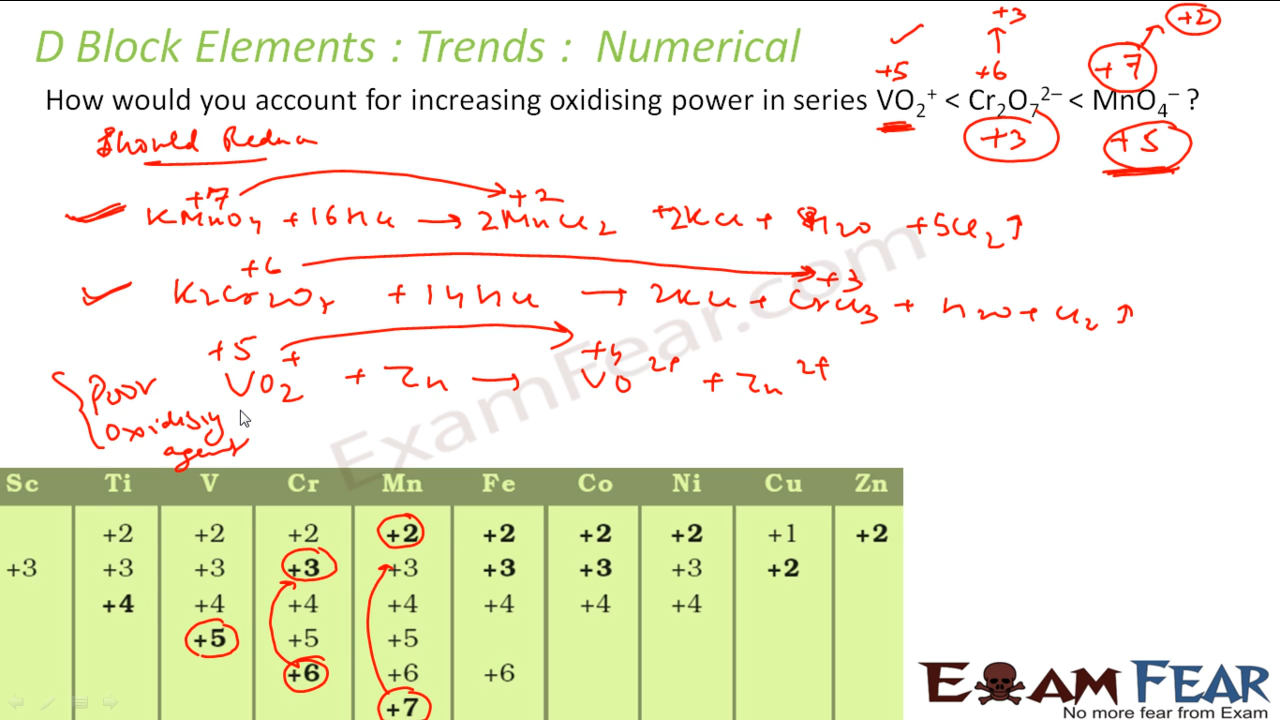 D Block Elements : Trends : Numerical
+3
+2
+5 +6 +7
How would you account for increasing oxidising power in series VO₂⁺ < Cr₂O₇²⁻ < MnO₄⁻ ?
+3 +5
Should Reduce
+7 +2
KMnO4 + 16HCl → 2MnCl2 +2KCl + 8H2O +5Cl2↑
+6 +3
K2Cr2O7 + 14HCl → 2KCl + CrCl3 + H2O + Cl2↑
+5 +4
Poor VO2⁺ + Zn → VO²⁺ + Zn²⁺
oxidising
agent
ExamFear.com
Sc Ti V Cr Mn Fe Co Ni Cu Zn
+2 +2 +2 +2 +2 +2 +2 +1 +2
+3 +3 +3 +3 +3 +3 +3 +3 +2
+4 +4 +4 +4 +4 +4 +4
+5 +5 +5
+6 +6 +6
+7
EXAM FEAR
No more fear from Exam